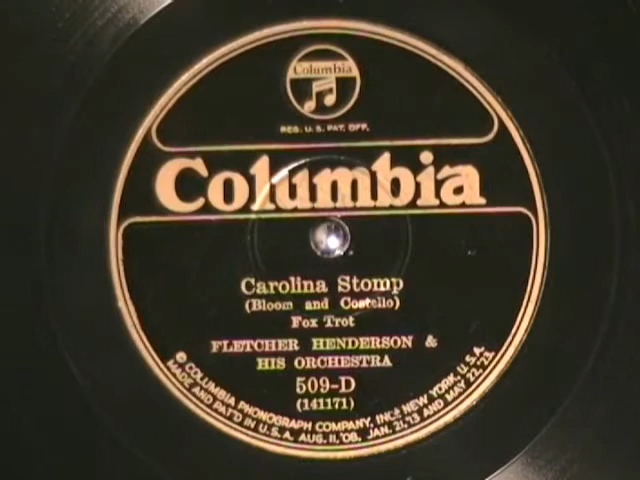 Columbia
REG. U. S. PAT. OFF.
Columbia
Carolina Stomp
(Bloom and Costello)
Fox Trot
FLETCHER HENDERSON &
HIS ORCHESTRA
509-D
(141171)
© COLUMBIA PHONOGRAPH COMPANY, INC. NEW YORK, U.S.A.
MADE AND PAT'D IN U.S.A. AUG. 11, '08, JAN. 21, '13 AND MAY 22, '23.